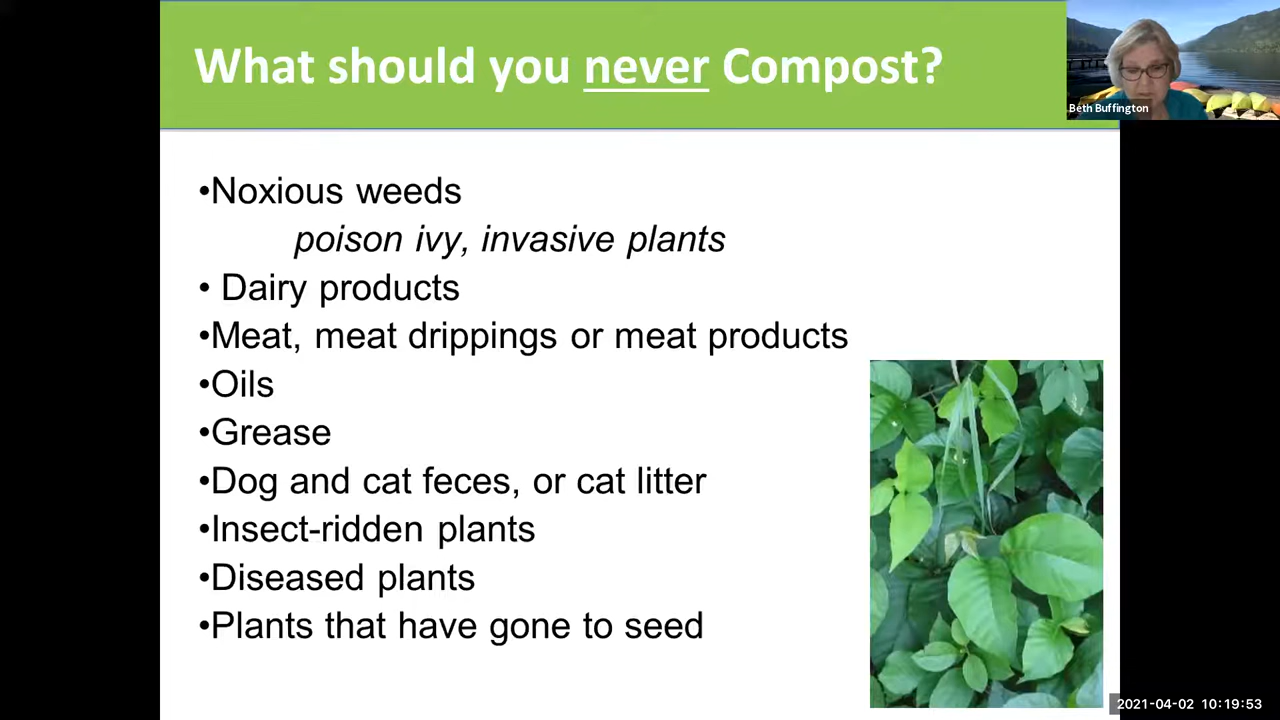 What should you never Compost?
Beth Buffington
•Noxious weeds
poison ivy, invasive plants
• Dairy products
•Meat, meat drippings or meat products
•Oils
•Grease
•Dog and cat feces, or cat litter
•Insect-ridden plants
•Diseased plants
•Plants that have gone to seed
2021-04-02 10:19:53